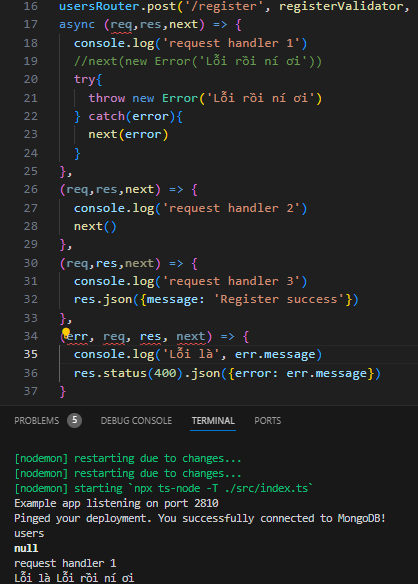 16 usersRouter.post('/register', registerValidator,
17 async (req,res,next) => {
18 console.log('request handler 1')
19 //next(new Error('Lỗi rồi ní ơi'))
20 try{
21 throw new Error('Lỗi rồi ní ơi')
22 } catch(error){
23 next(error)
24 }
25 },
26 (req,res,next) => {
27 console.log('request handler 2')
28 next()
29 },
30 (req,res,next) => {
31 console.log('request handler 3')
32 res.json({message: 'Register success'})
33 },
34 (err, req, res, next) => {
35 console.log('Lỗi là', err.message)
36 res.status(400).json({error: err.message})
37 }
PROBLEMS 5 DEBUG CONSOLE TERMINAL PORTS
[nodemon] restarting due to changes...
[nodemon] restarting due to changes...
[nodemon] starting `npx ts-node -T ./src/index.ts`
Example app listening on port 2810
Pinged your deployment. You successfully connected to MongoDB!
users
null
request handler 1
Lỗi là Lỗi rồi ní ơi